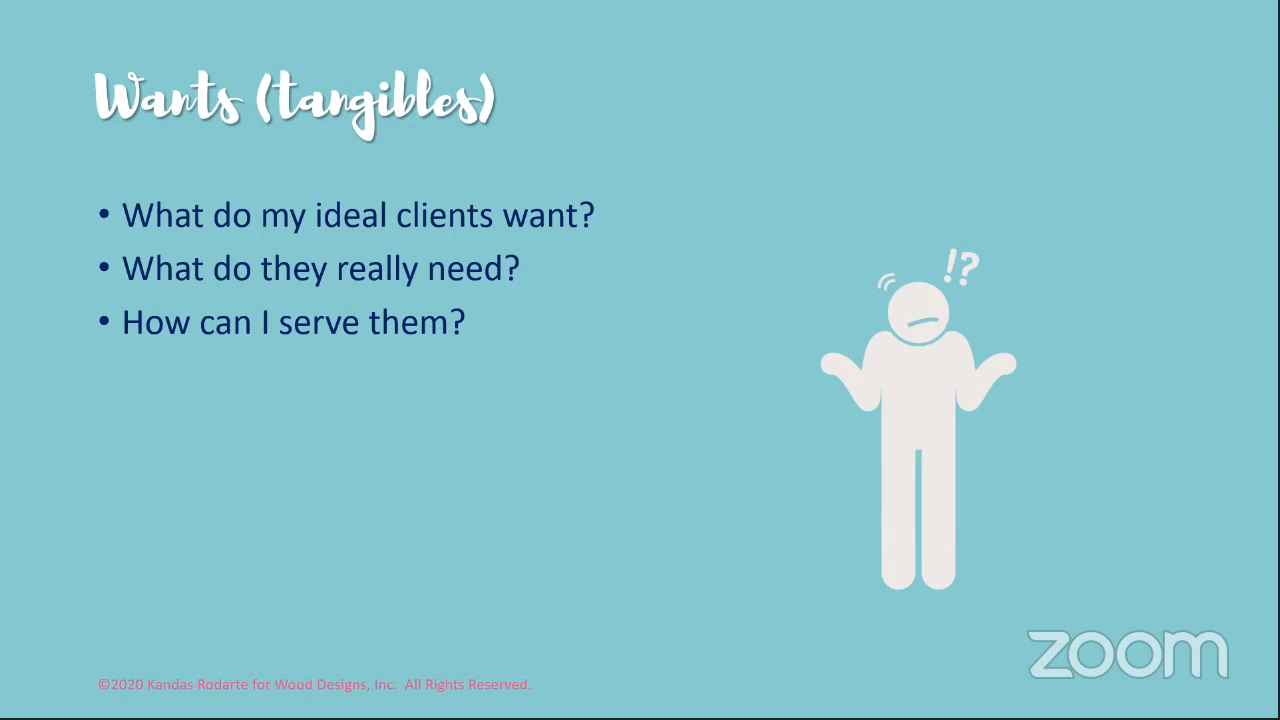 Wants (tangibles)
• What do my ideal clients want?
• What do they really need?
• How can I serve them?
!?
zoom
©2020 Kandas Rodarte for Wood Designs, Inc.  All Rights Reserved.